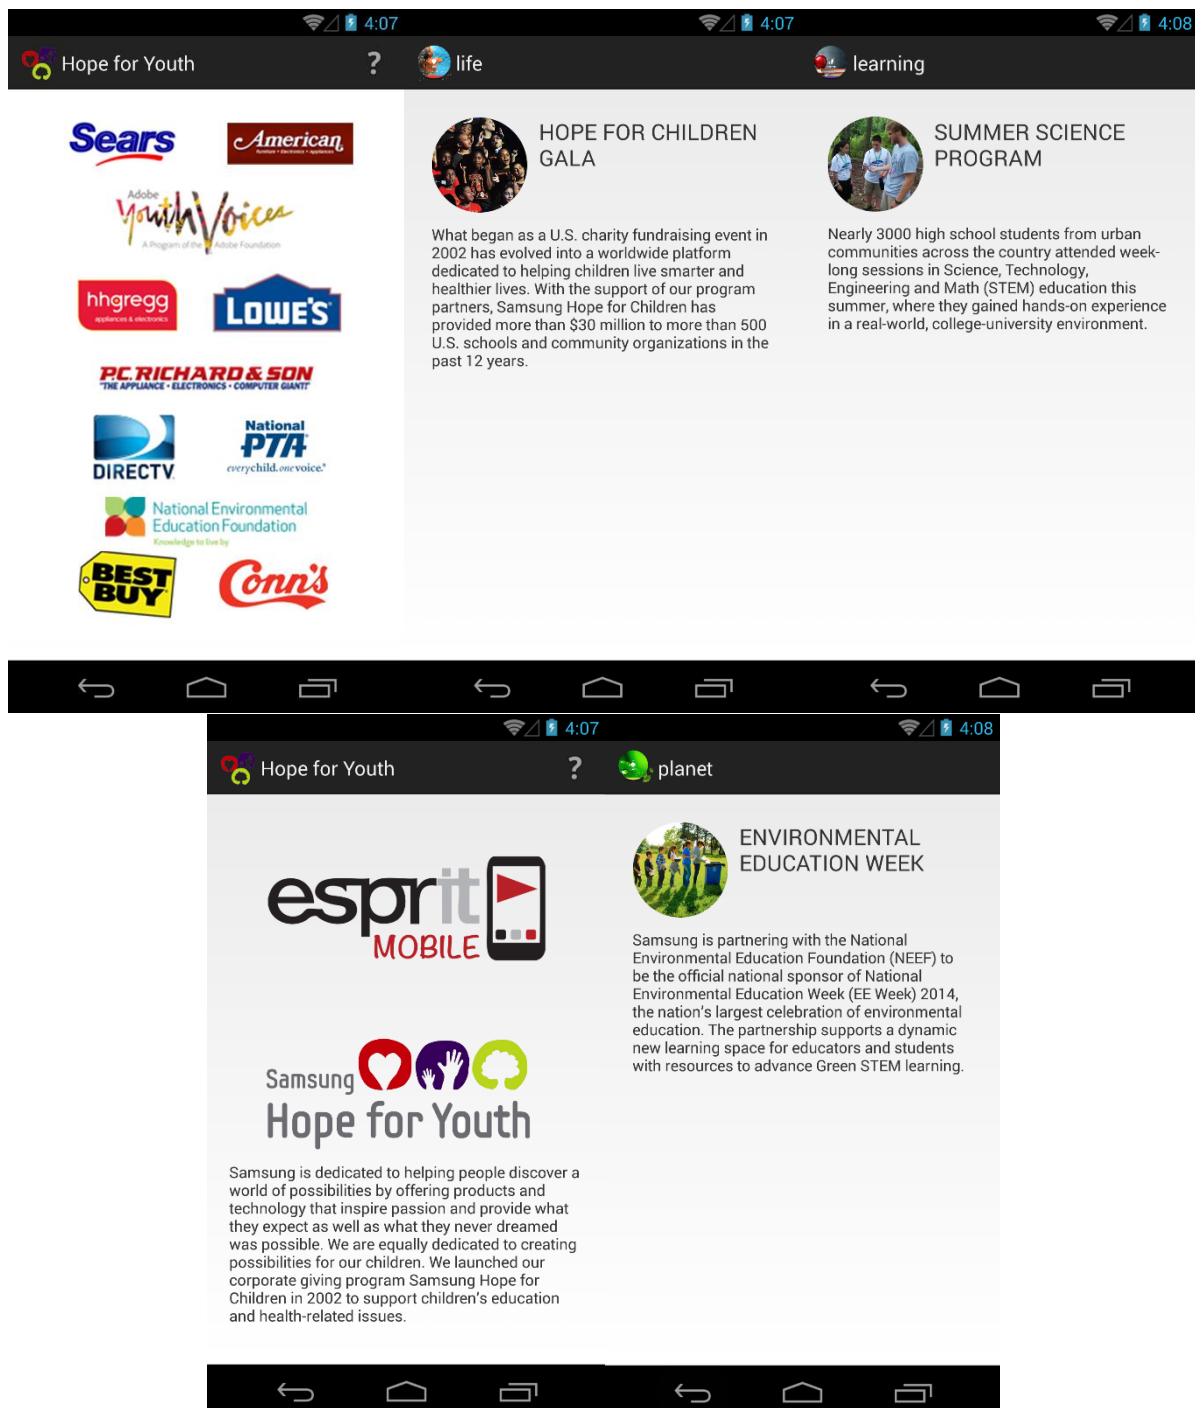 4:07
Hope for Youth
?
Sears
American
furniture • Electronics • appliances
Adobe
Youth Voices
A Program of the Adobe Foundation
hhgregg
appliances & electronics
LOWE'S
P.C. RICHARD & SON
"THE APPLIANCE • ELECTRONICS • COMPUTER GIANT!"
DIRECTV
National
PTA
every child. one voice.®
National Environmental
Education Foundation
Knowledge to live by
BEST
BUY
Conn's
4:07
life
HOPE FOR CHILDREN
GALA
What began as a U.S. charity fundraising event in
2002 has evolved into a worldwide platform
dedicated to helping children live smarter and
healthier lives. With the support of our program
partners, Samsung Hope for Children has
provided more than $30 million to more than 500
U.S. schools and community organizations in the
past 12 years.
4:08
learning
SUMMER SCIENCE
PROGRAM
Nearly 3000 high school students from urban
communities across the country attended week-
long sessions in Science, Technology,
Engineering and Math (STEM) education this
summer, where they gained hands-on experience
in a real-world, college-university environment.
4:07
Hope for Youth
?
esprit
MOBILE
Samsung
Hope for Youth
Samsung is dedicated to helping people discover a
world of possibilities by offering products and
technology that inspire passion and provide what
they expect as well as what they never dreamed
was possible. We are equally dedicated to creating
possibilities for our children. We launched our
corporate giving program Samsung Hope for
Children in 2002 to support children's education
and health-related issues.
4:08
planet
ENVIRONMENTAL
EDUCATION WEEK
Samsung is partnering with the National
Environmental Education Foundation (NEEF) to
be the official national sponsor of National
Environmental Education Week (EE Week) 2014,
the nation's largest celebration of environmental
education. The partnership supports a dynamic
new learning space for educators and students
with resources to advance Green STEM learning.